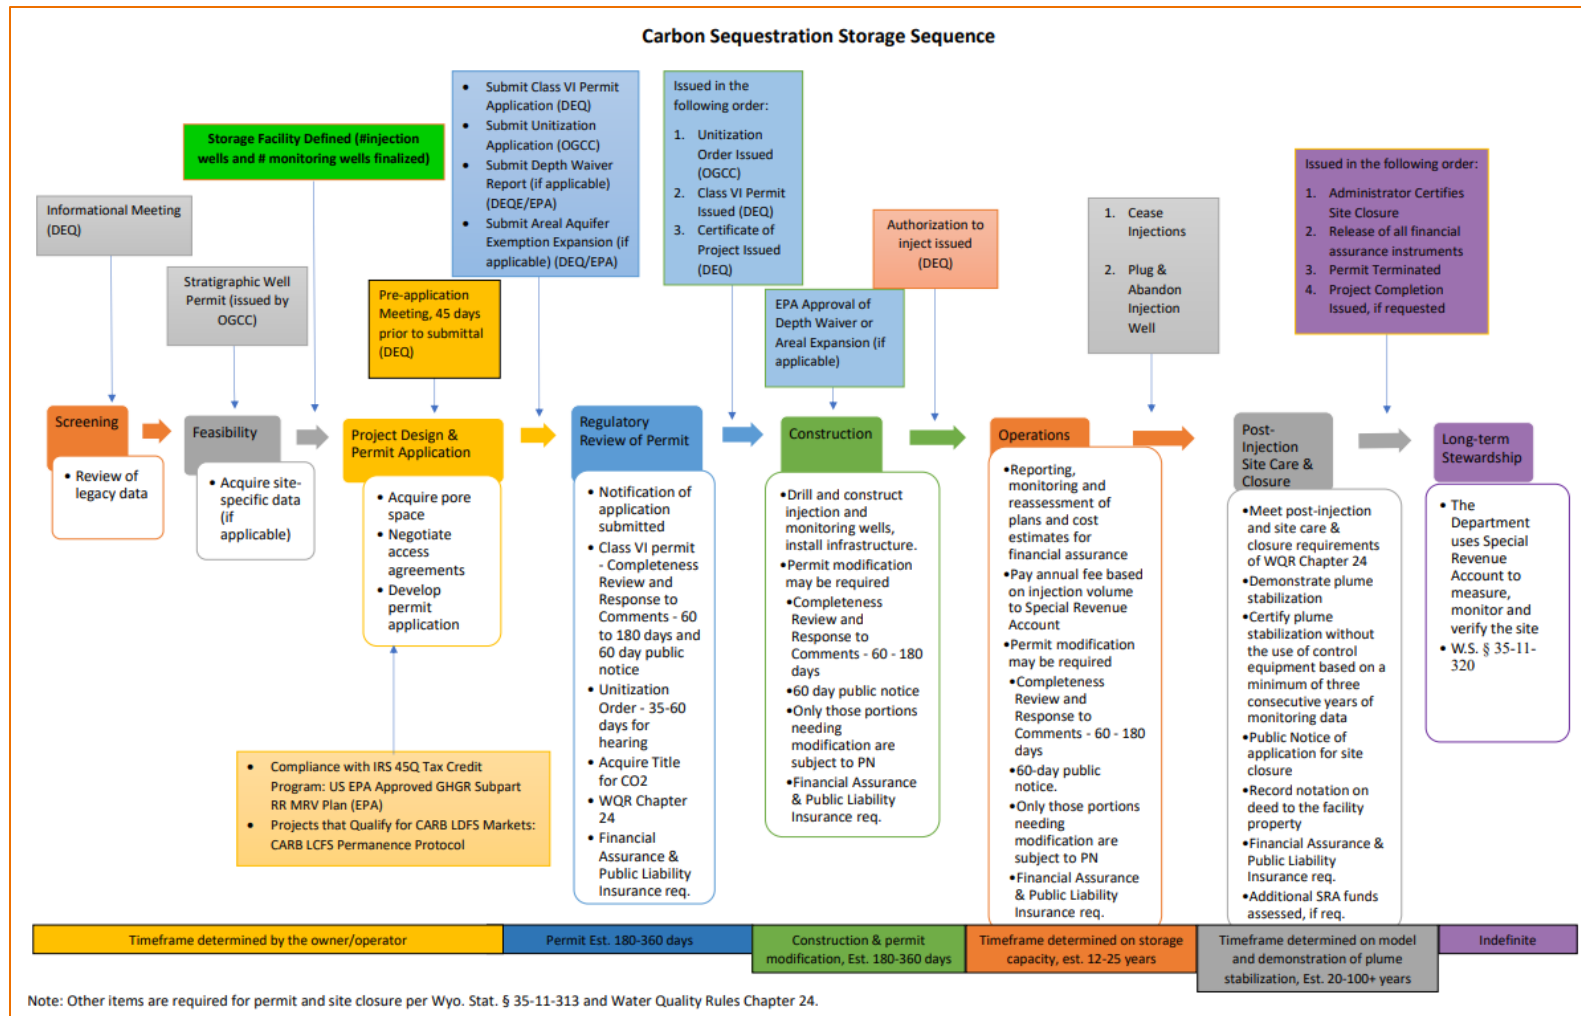 Carbon Sequestration Storage Sequence
Informational Meeting
(DEQ)
Storage Facility Defined (#injection
wells and # monitoring wells finalized)
Stratigraphic Well
Permit (issued by
OGCC)
Pre-application
Meeting, 45 days
prior to submittal
(DEQ)
• Submit Class VI Permit
Application (DEQ)
• Submit Unitization
Application (OGCC)
• Submit Depth Waiver
Report (if applicable)
(DEQE/EPA)
• Submit Areal Aquifer
Exemption Expansion (if
applicable) (DEQ/EPA)
Issued in the
following order:
1. Unitization
Order Issued
(OGCC)
2. Class VI Permit
Issued (DEQ)
3. Certificate of
Project Issued
(DEQ)
EPA Approval of
Depth Waiver or
Areal Expansion (if
applicable)
Authorization to
inject issued
(DEQ)
1. Cease
Injections
2. Plug &
Abandon
Injection
Well
Issued in the following order:
1. Administrator Certifies
Site Closure
2. Release of all financial
assurance instruments
3. Permit Terminated
4. Project Completion
Issued, if requested
Screening
• Review of
legacy data
Feasibility
• Acquire site-
specific data
(if
applicable)
Project Design &
Permit Application
• Acquire pore
space
• Negotiate
access
agreements
• Develop
permit
application
• Compliance with IRS 45Q Tax Credit
Program: US EPA Approved GHGR Subpart
RR MRV Plan (EPA)
• Projects that Qualify for CARB LDFS Markets:
CARB LCFS Permanence Protocol
Regulatory
Review of Permit
• Notification of
application
submitted
• Class VI permit
- Completeness
Review and
Response to
Comments - 60
to 180 days and
60 day public
notice
• Unitization
Order - 35-60
days for
hearing
• Acquire Title
for CO2
• WQR Chapter
24
• Financial
Assurance &
Public Liability
Insurance req.
Construction
•Drill and construct
injection and
monitoring wells,
install infrastructure.
•Permit modification
may be required
•Completeness
Review and
Response to
Comments - 60 - 180
days
•60 day public notice
•Only those portions
needing
modification are
subject to PN
•Financial Assurance
& Public Liability
Insurance req.
Operations
•Reporting,
monitoring and
reassessment of
plans and cost
estimates for
financial assurance
•Pay annual fee based
on injection volume
to Special Revenue
Account
•Permit modification
may be required
•Completeness
Review and
Response to
Comments - 60 - 180
days
•60-day public
notice.
•Only those portions
needing
modification are
subject to PN
•Financial Assurance
& Public Liability
Insurance req.
Post-
Injection
Site Care &
Closure
•Meet post-injection
and site care &
closure requirements
of WQR Chapter 24
•Demonstrate plume
stabilization
•Certify plume
stabilization without
the use of control
equipment based on a
minimum of three
consecutive years of
monitoring data
•Public Notice of
application for site
closure
•Record notation on
deed to the facility
property
•Financial Assurance &
Public Liability
Insurance req.
•Additional SRA funds
assessed, if req.
Long-term
Stewardship
• The
Department
uses Special
Revenue
Account to
measure,
monitor and
verify the site
• W.S. § 35-11-
320
Timeframe determined by the owner/operator
Permit Est. 180-360 days
Construction & permit
modification, Est. 180-360 days
Timeframe determined on storage
capacity, est. 12-25 years
Timeframe determined on model
and demonstration of plume
stabilization, Est. 20-100+ years
Indefinite
Note: Other items are required for permit and site closure per Wyo. Stat. § 35-11-313 and Water Quality Rules Chapter 24.